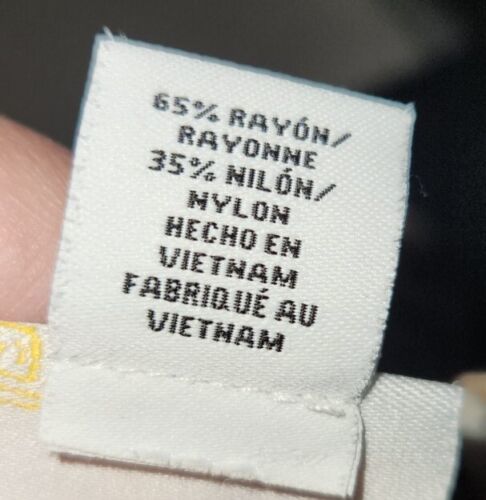 65% RAYÓN/
RAYONNE
35% NILÓN/
NYLON
HECHO EN
VIETNAM
FABRIQUÉ AU
VIETNAM